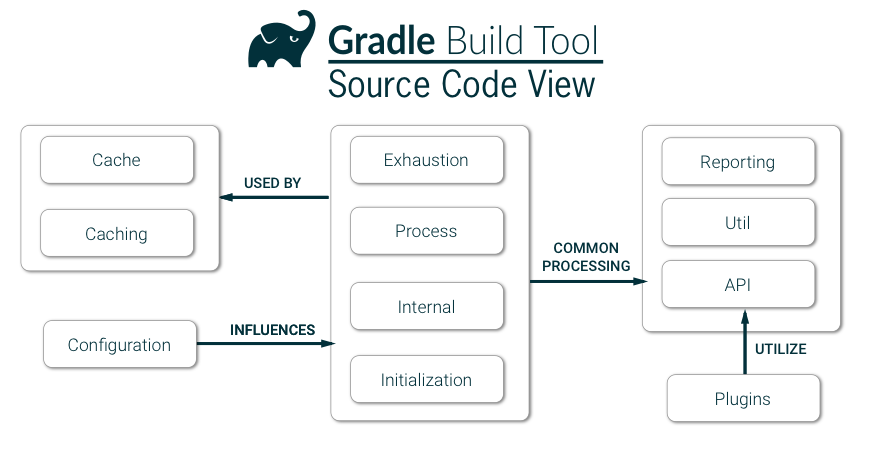 Gradle Build Tool
Source Code View
Cache
Caching
USED BY
Configuration
INFLUENCES
Exhaustion
Process
Internal
Initialization
COMMON
PROCESSING
Reporting
Util
API
UTILIZE
Plugins